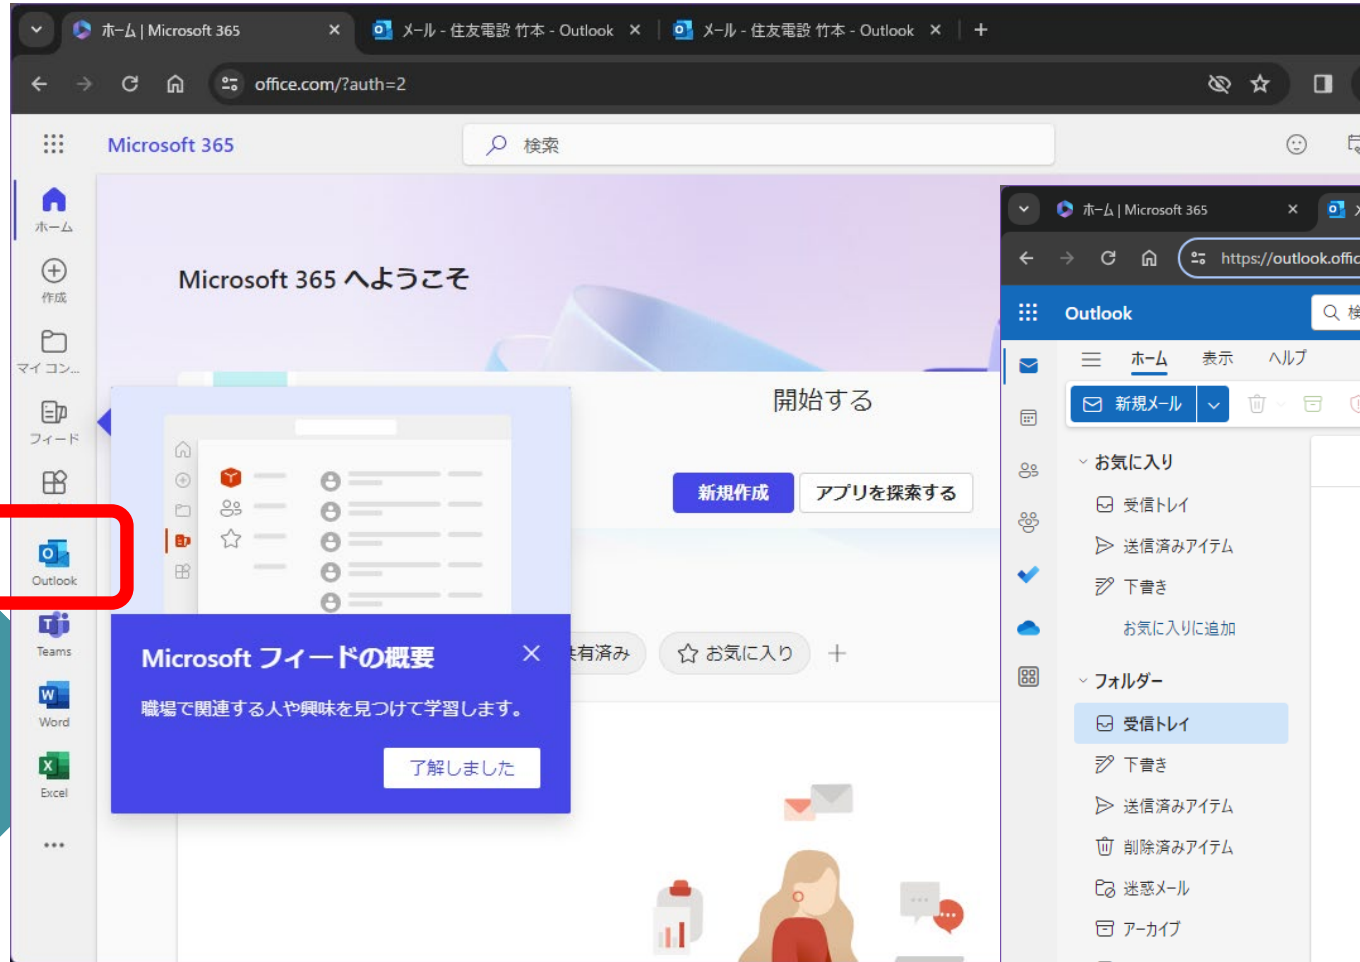 ホーム | Microsoft 365
メール - 住友電設 竹本 - Outlook
メール - 住友電設 竹本 - Outlook
office.com/?auth=2
Microsoft 365
検索
ホーム
作成
マイ コン...
フィード
Outlook
Teams
Word
Excel
Microsoft 365 へようこそ
開始する
新規作成
アプリを探索する
有済み
お気に入り
Microsoft フィードの概要
職場で関連する人や興味を見つけて学習します。
了解しました
ホーム | Microsoft 365
https://outlook.offic
Outlook
ホーム 表示 ヘルプ
新規メール
お気に入り
受信トレイ
送信済みアイテム
下書き
お気に入りに追加
フォルダー
受信トレイ
下書き
送信済みアイテム
削除済みアイテム
迷惑メール
アーカイブ